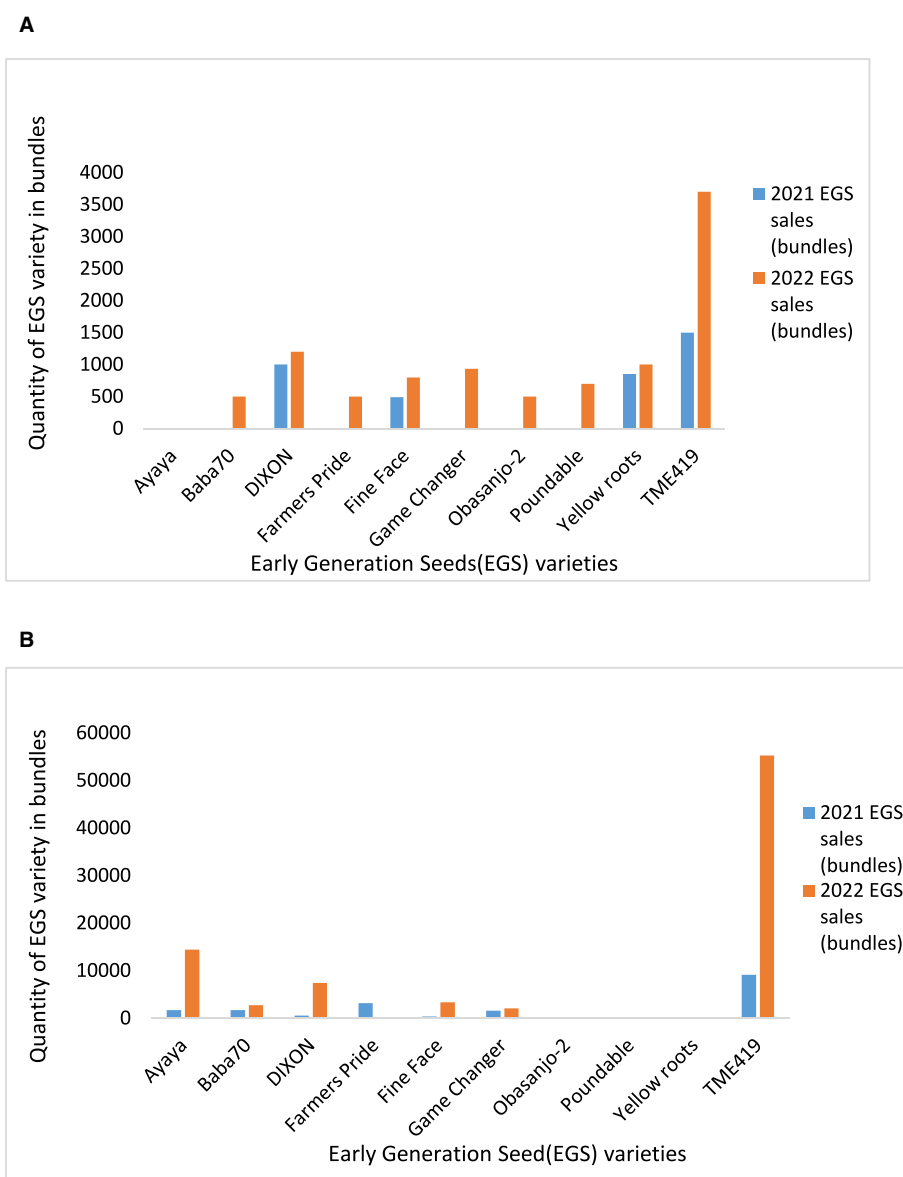 A
Quantity of EGS variety in bundles
4000
3500
3000
2500
2000
1500
1000
500
0
Ayaya
Baba70
DIXON
Farmers Pride
Fine Face
Game Changer
Obasanjo-2
Poundable
Yellow roots
TME419
Early Generation Seeds(EGS) varieties
2021 EGS
sales
(bundles)
2022 EGS
sales
(bundles)
B
Quantity of EGS variety in bundles
60000
50000
40000
30000
20000
10000
0
Ayaya
Baba70
DIXON
Farmers Pride
Fine Face
Game Changer
Obasanjo-2
Poundable
Yellow roots
TME419
Early Generation Seed(EGS) varieties
2021 EGS
sales
(bundles)
2022 EGS
sales
(bundles)